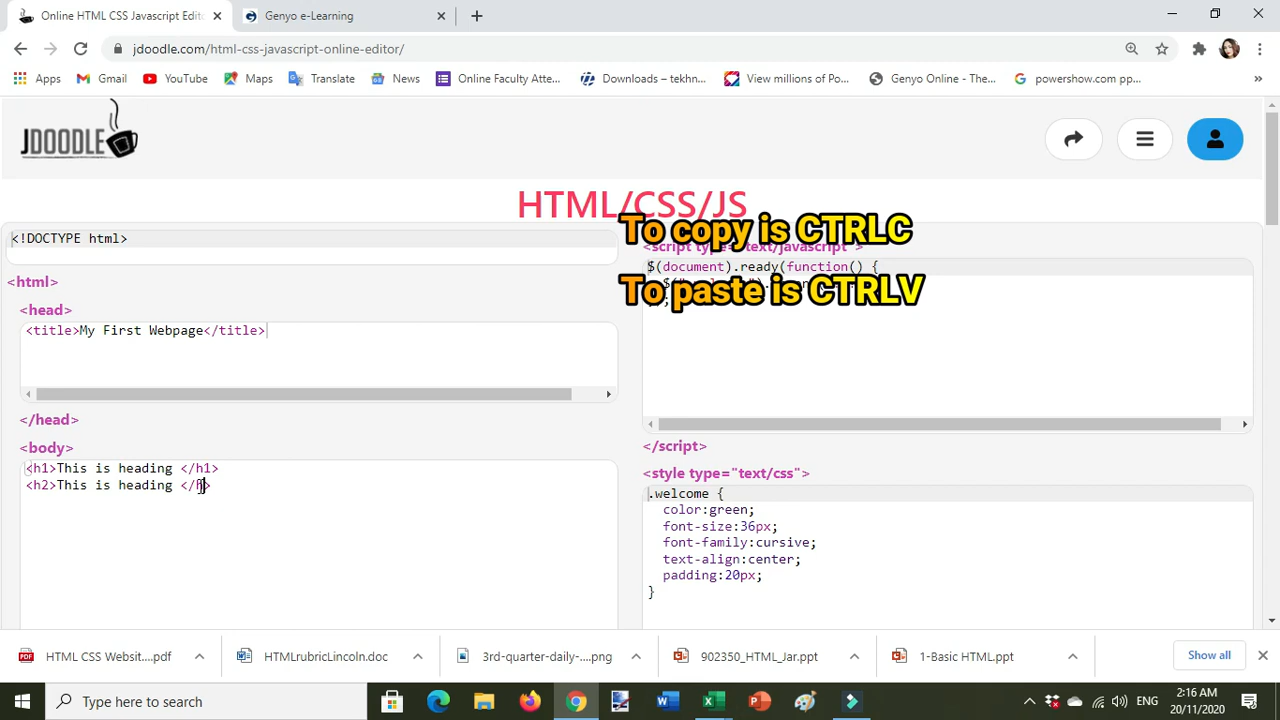 Online HTML CSS Javascript Edito
Genyo e-Learning
jdoodle.com/html-css-javascript-online-editor/
Apps
Gmail
YouTube
Maps
Translate
News
Online Faculty Atte...
Downloads – tekhn...
View millions of Po...
Genyo Online - The...
powershow.com pp...
JDOODLE
HTML/CSS/JS
To copy is CTRLC
To paste is CTRLV
<!DOCTYPE html>
<html>
<head>
<title>My First Webpage</title>
</head>
<body>
<h1>This is heading </h1>
<h2>This is heading </h>
<script type="text/javascript">
$(document).ready(function() {
</script>
<style type="text/css">
.welcome {
color:green;
font-size:36px;
font-family:cursive;
text-align:center;
padding:20px;
}
HTML CSS Websit....pdf
HTMLrubricLincoln.doc
3rd-quarter-daily-....png
902350_HTML_Jar.ppt
1-Basic HTML.ppt
Show all
Type here to search
ENG
2:16 AM
20/11/2020